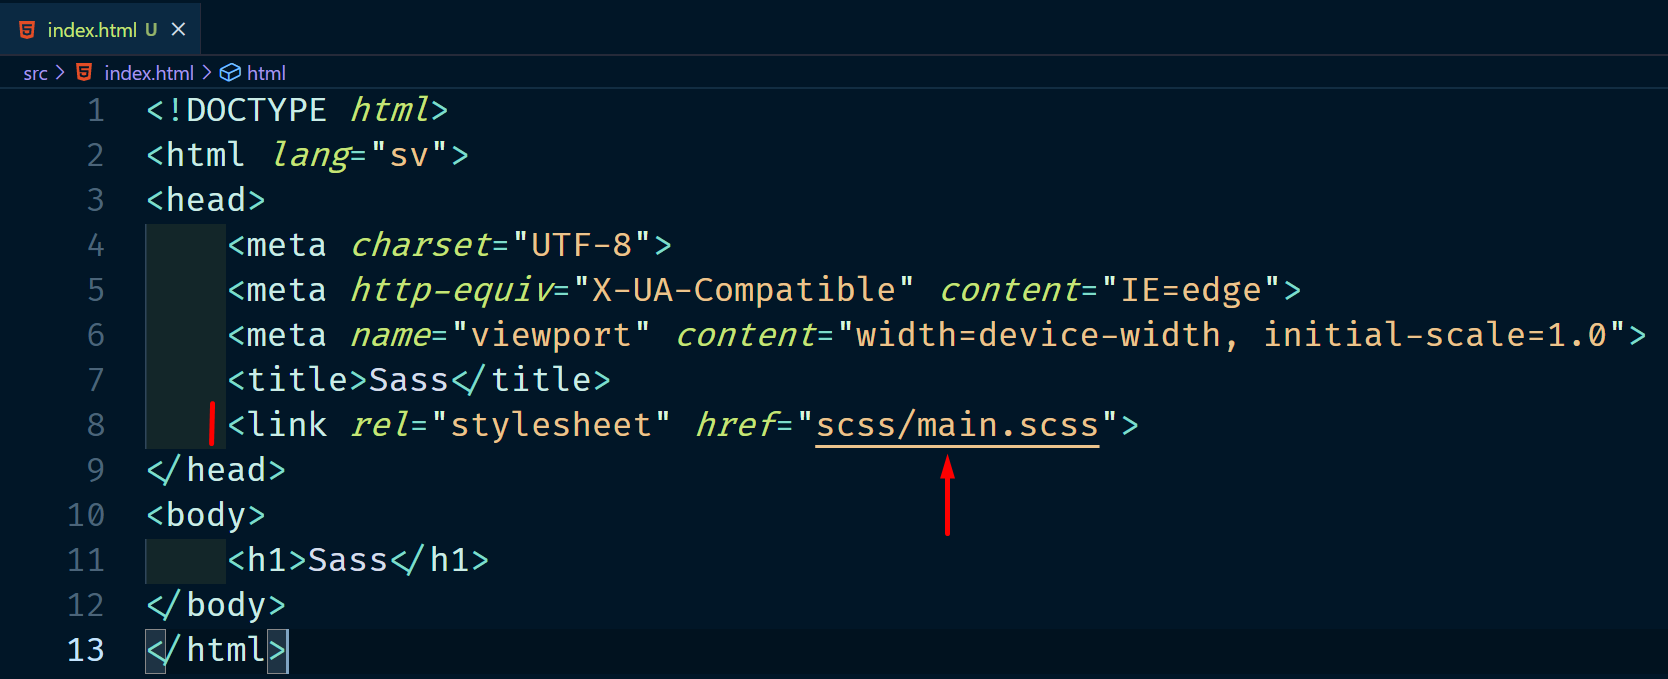 index.html U
src > index.html > html
1 <!DOCTYPE html>
2 <html lang="sv">
3 <head>
4     <meta charset="UTF-8">
5     <meta http-equiv="X-UA-Compatible" content="IE=edge">
6     <meta name="viewport" content="width=device-width, initial-scale=1.0">
7     <title>Sass</title>
8     <link rel="stylesheet" href="scss/main.scss">
9 </head>
10 <body>
11     <h1>Sass</h1>
12 </body>
13 </html>